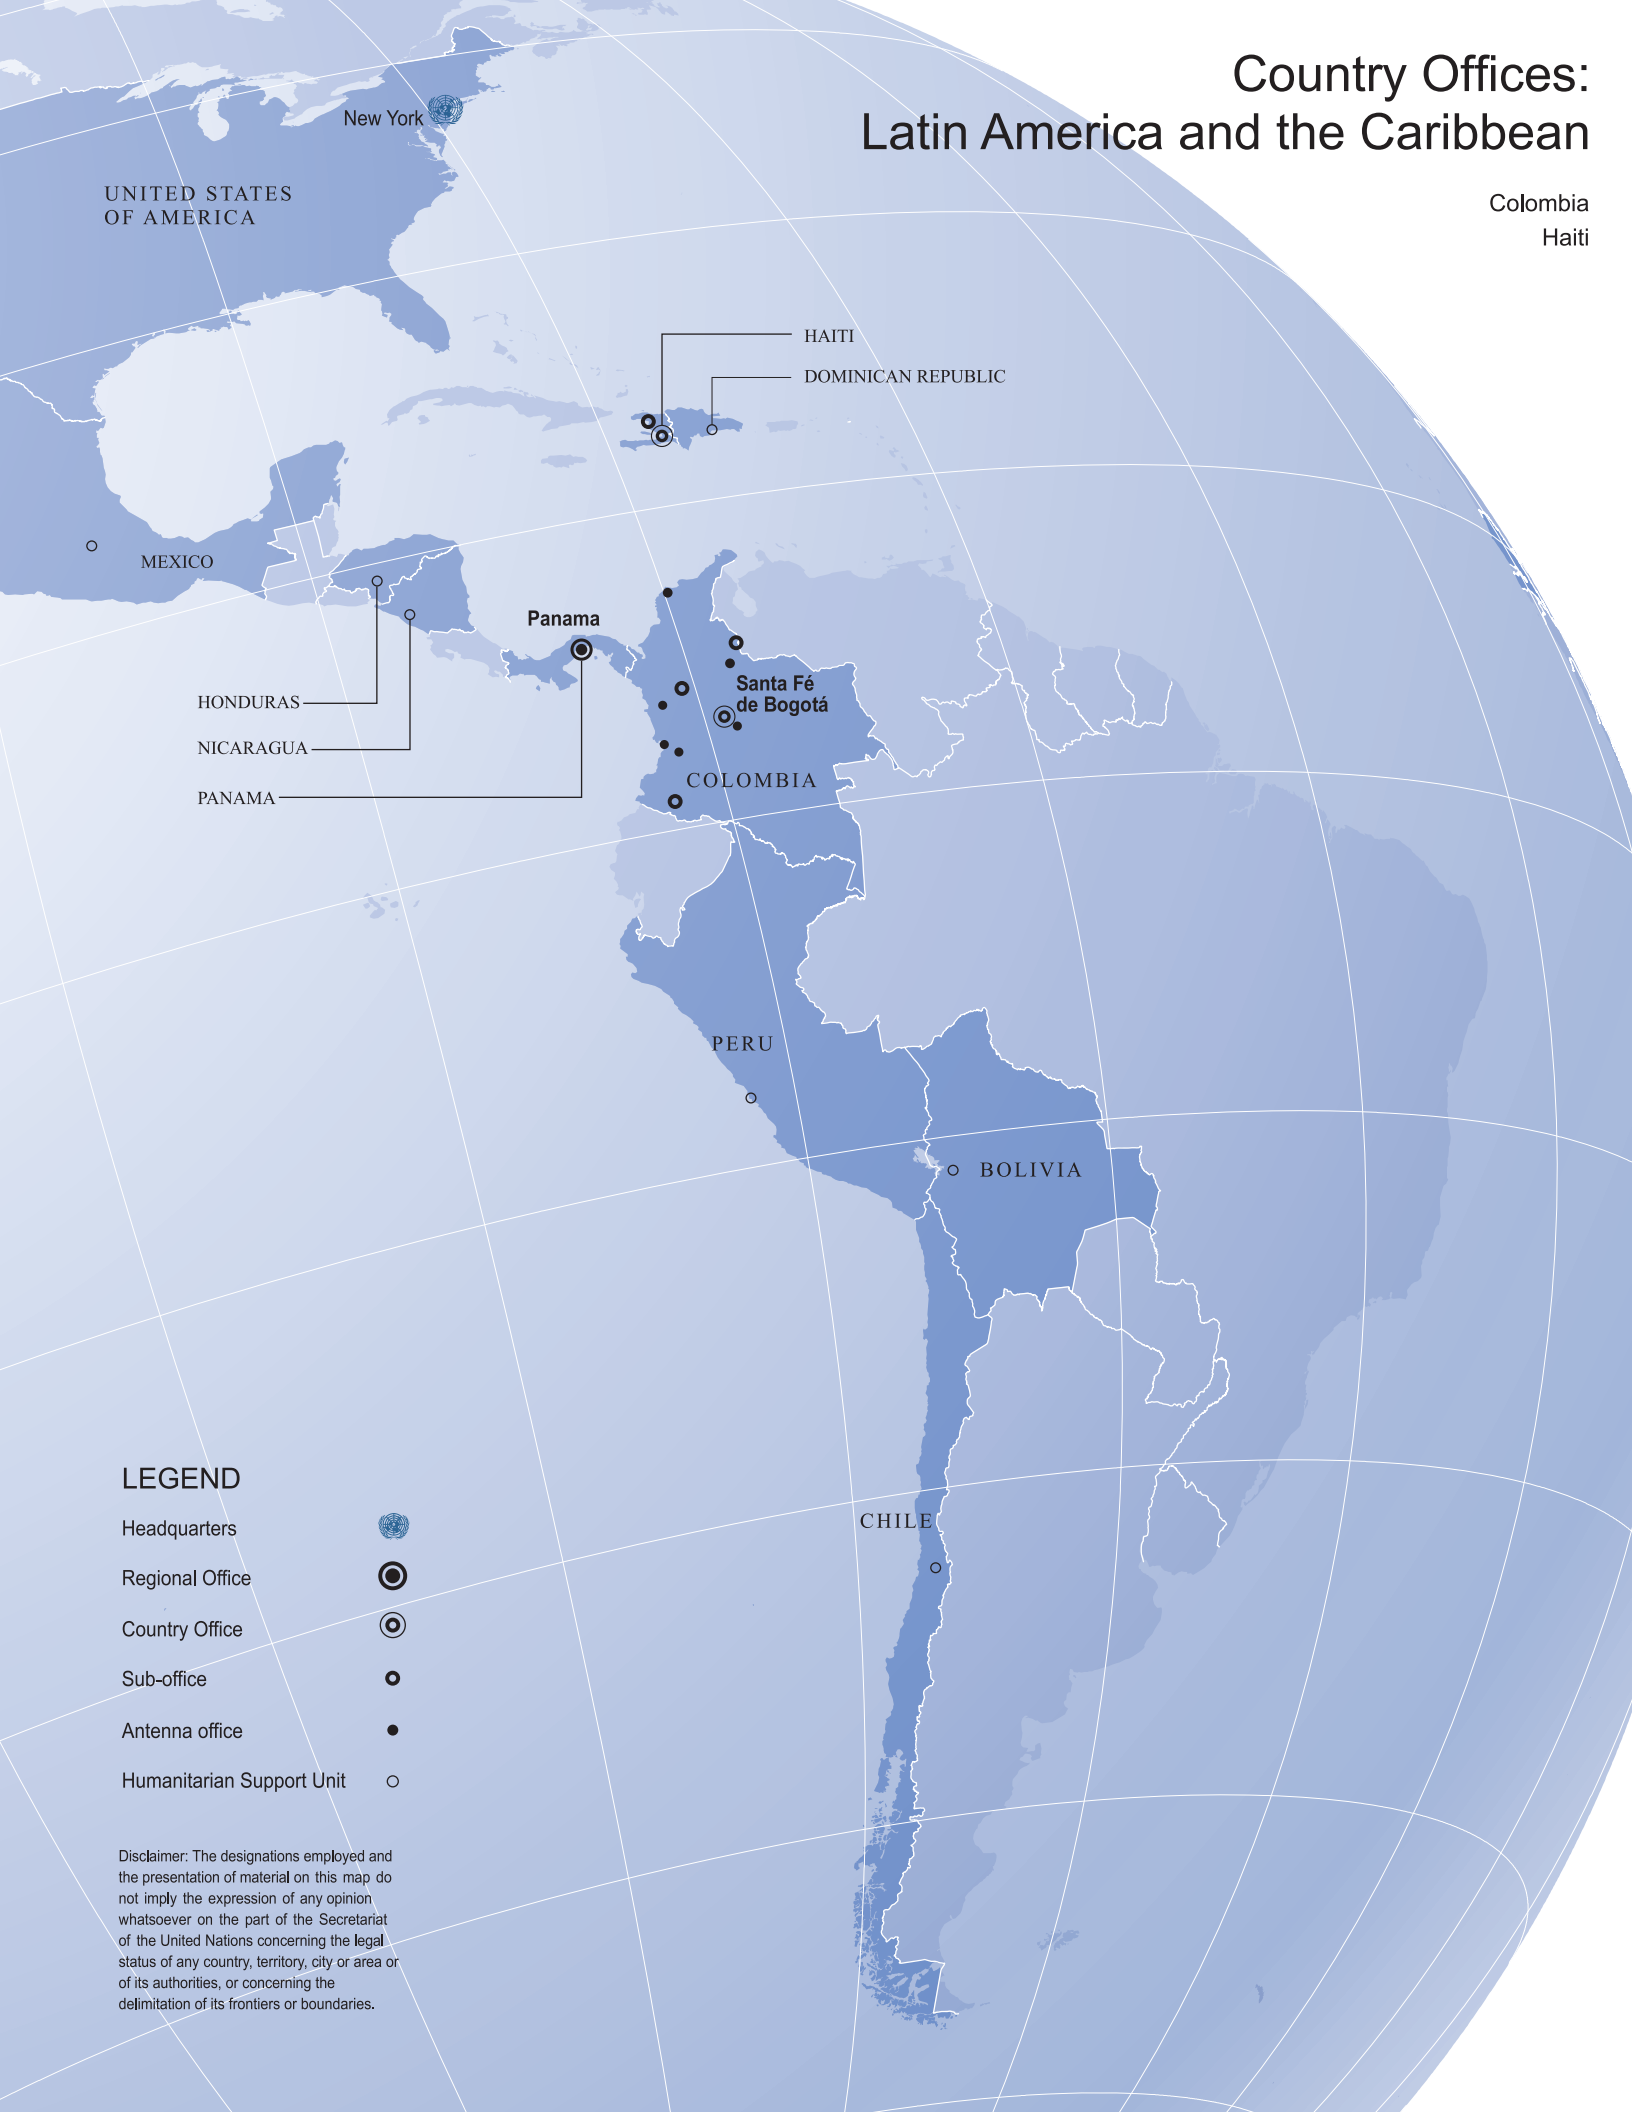 Country Offices:
Latin America and the Caribbean
Colombia
Haiti
New York
UNITED STATES
OF AMERICA
HAITI
DOMINICAN REPUBLIC
MEXICO
Panama
HONDURAS
NICARAGUA
PANAMA
Santa Fé
de Bogotá
COLOMBIA
PERU
BOLIVIA
CHILE
LEGEND
Headquarters
Regional Office
Country Office
Sub-office
Antenna office
Humanitarian Support Unit
Disclaimer: The designations employed and
the presentation of material on this map do
not imply the expression of any opinion
whatsoever on the part of the Secretariat
of the United Nations concerning the legal
status of any country, territory, city or area or
of its authorities, or concerning the
delimitation of its frontiers or boundaries.